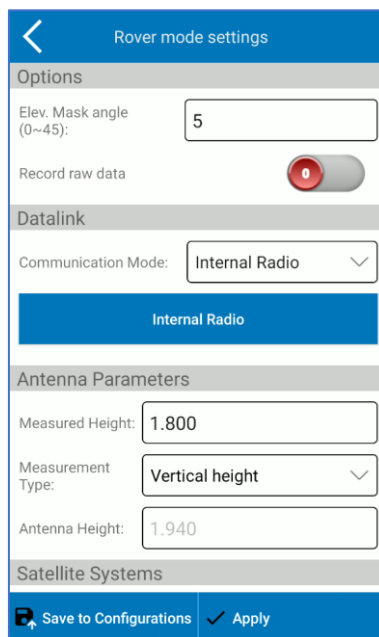 Rover mode settings
Options
Elev. Mask angle
(0~45):
5
Record raw data
0
Datalink
Communication Mode:
Internal Radio
Internal Radio
Antenna Parameters
Measured Height:
1.800
Measurement
Type:
Vertical height
Antenna Height:
1.940
Satellite Systems
Save to Configurations
Apply